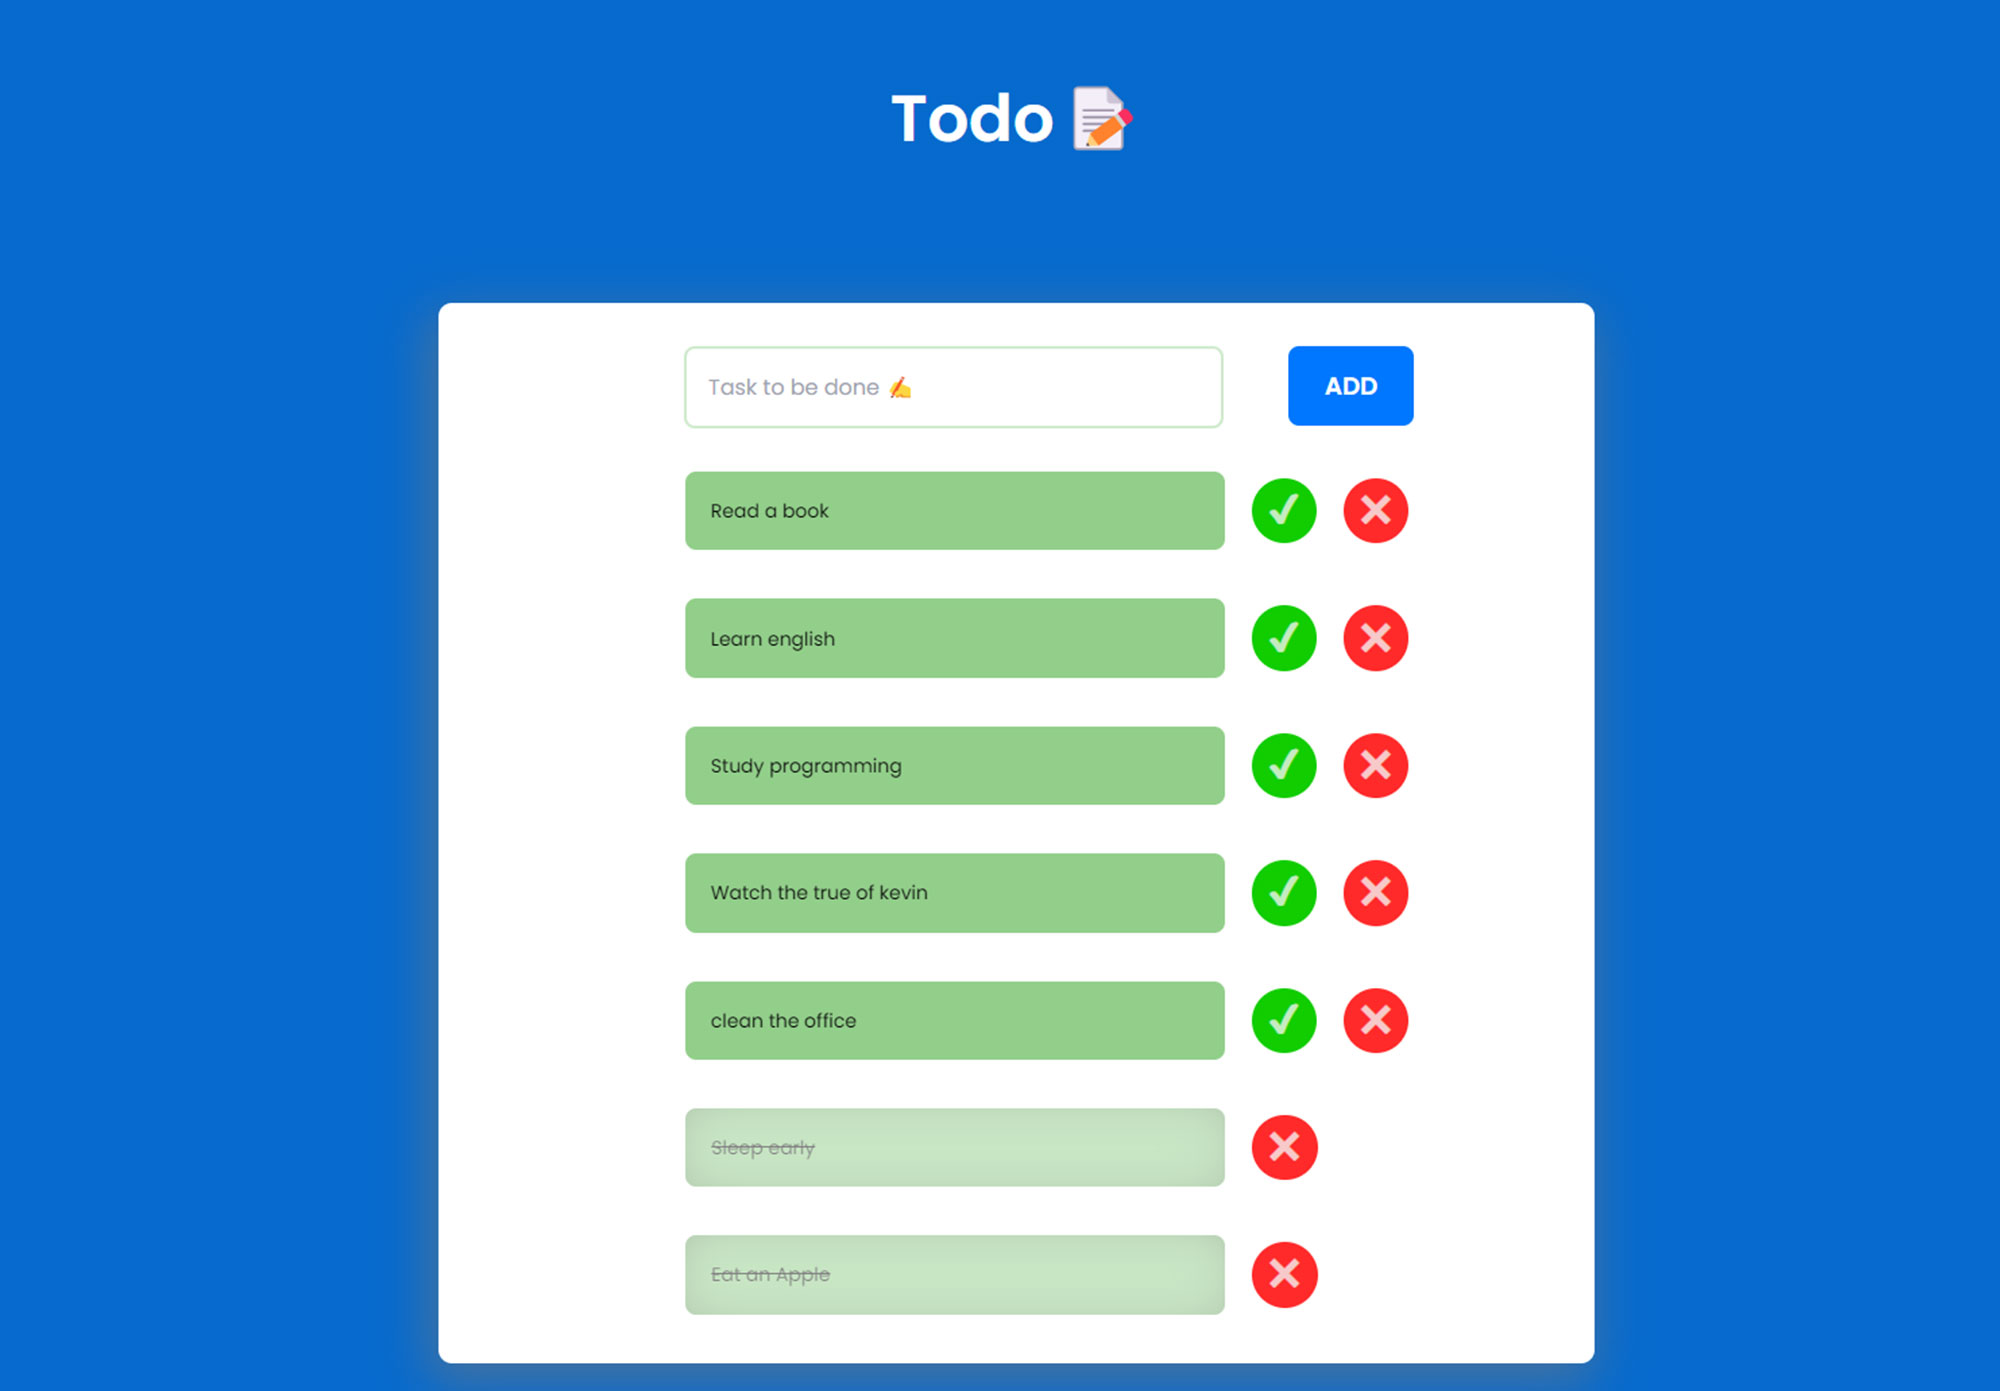 Todo 📝
Task to be done ✍️
ADD
Read a book
Learn english
Study programming
Watch the true of kevin
clean the office
Sleep early
Eat an Apple